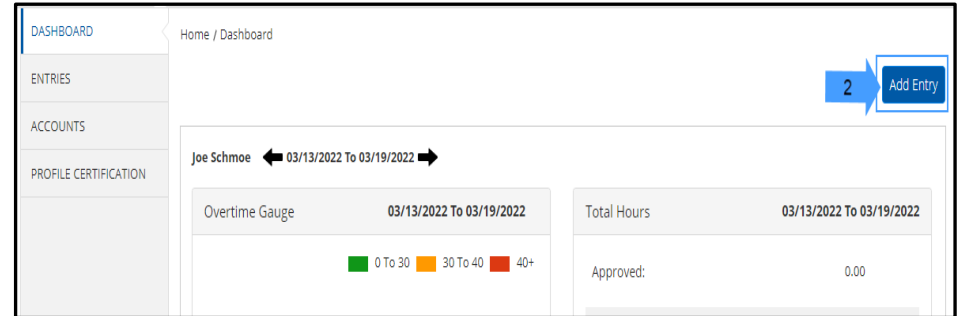 DASHBOARD
Home / Dashboard
ENTRIES
2
Add Entry
ACCOUNTS
Joe Schmoe 03/13/2022 To 03/19/2022
PROFILE CERTIFICATION
Overtime Gauge 03/13/2022 To 03/19/2022
Total Hours 03/13/2022 To 03/19/2022
0 To 30 30 To 40 40+
Approved: 0.00